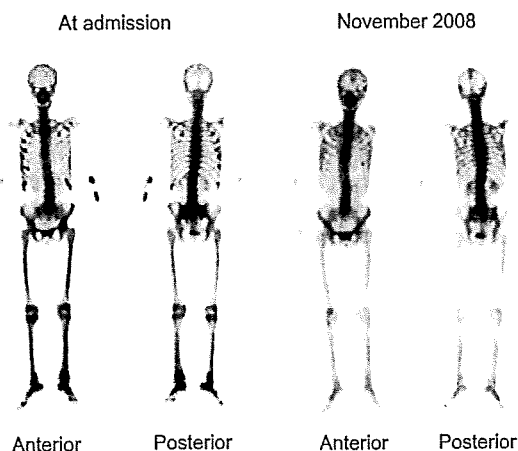 At admission
November 2008
Anterior
Posterior
Anterior
Posterior